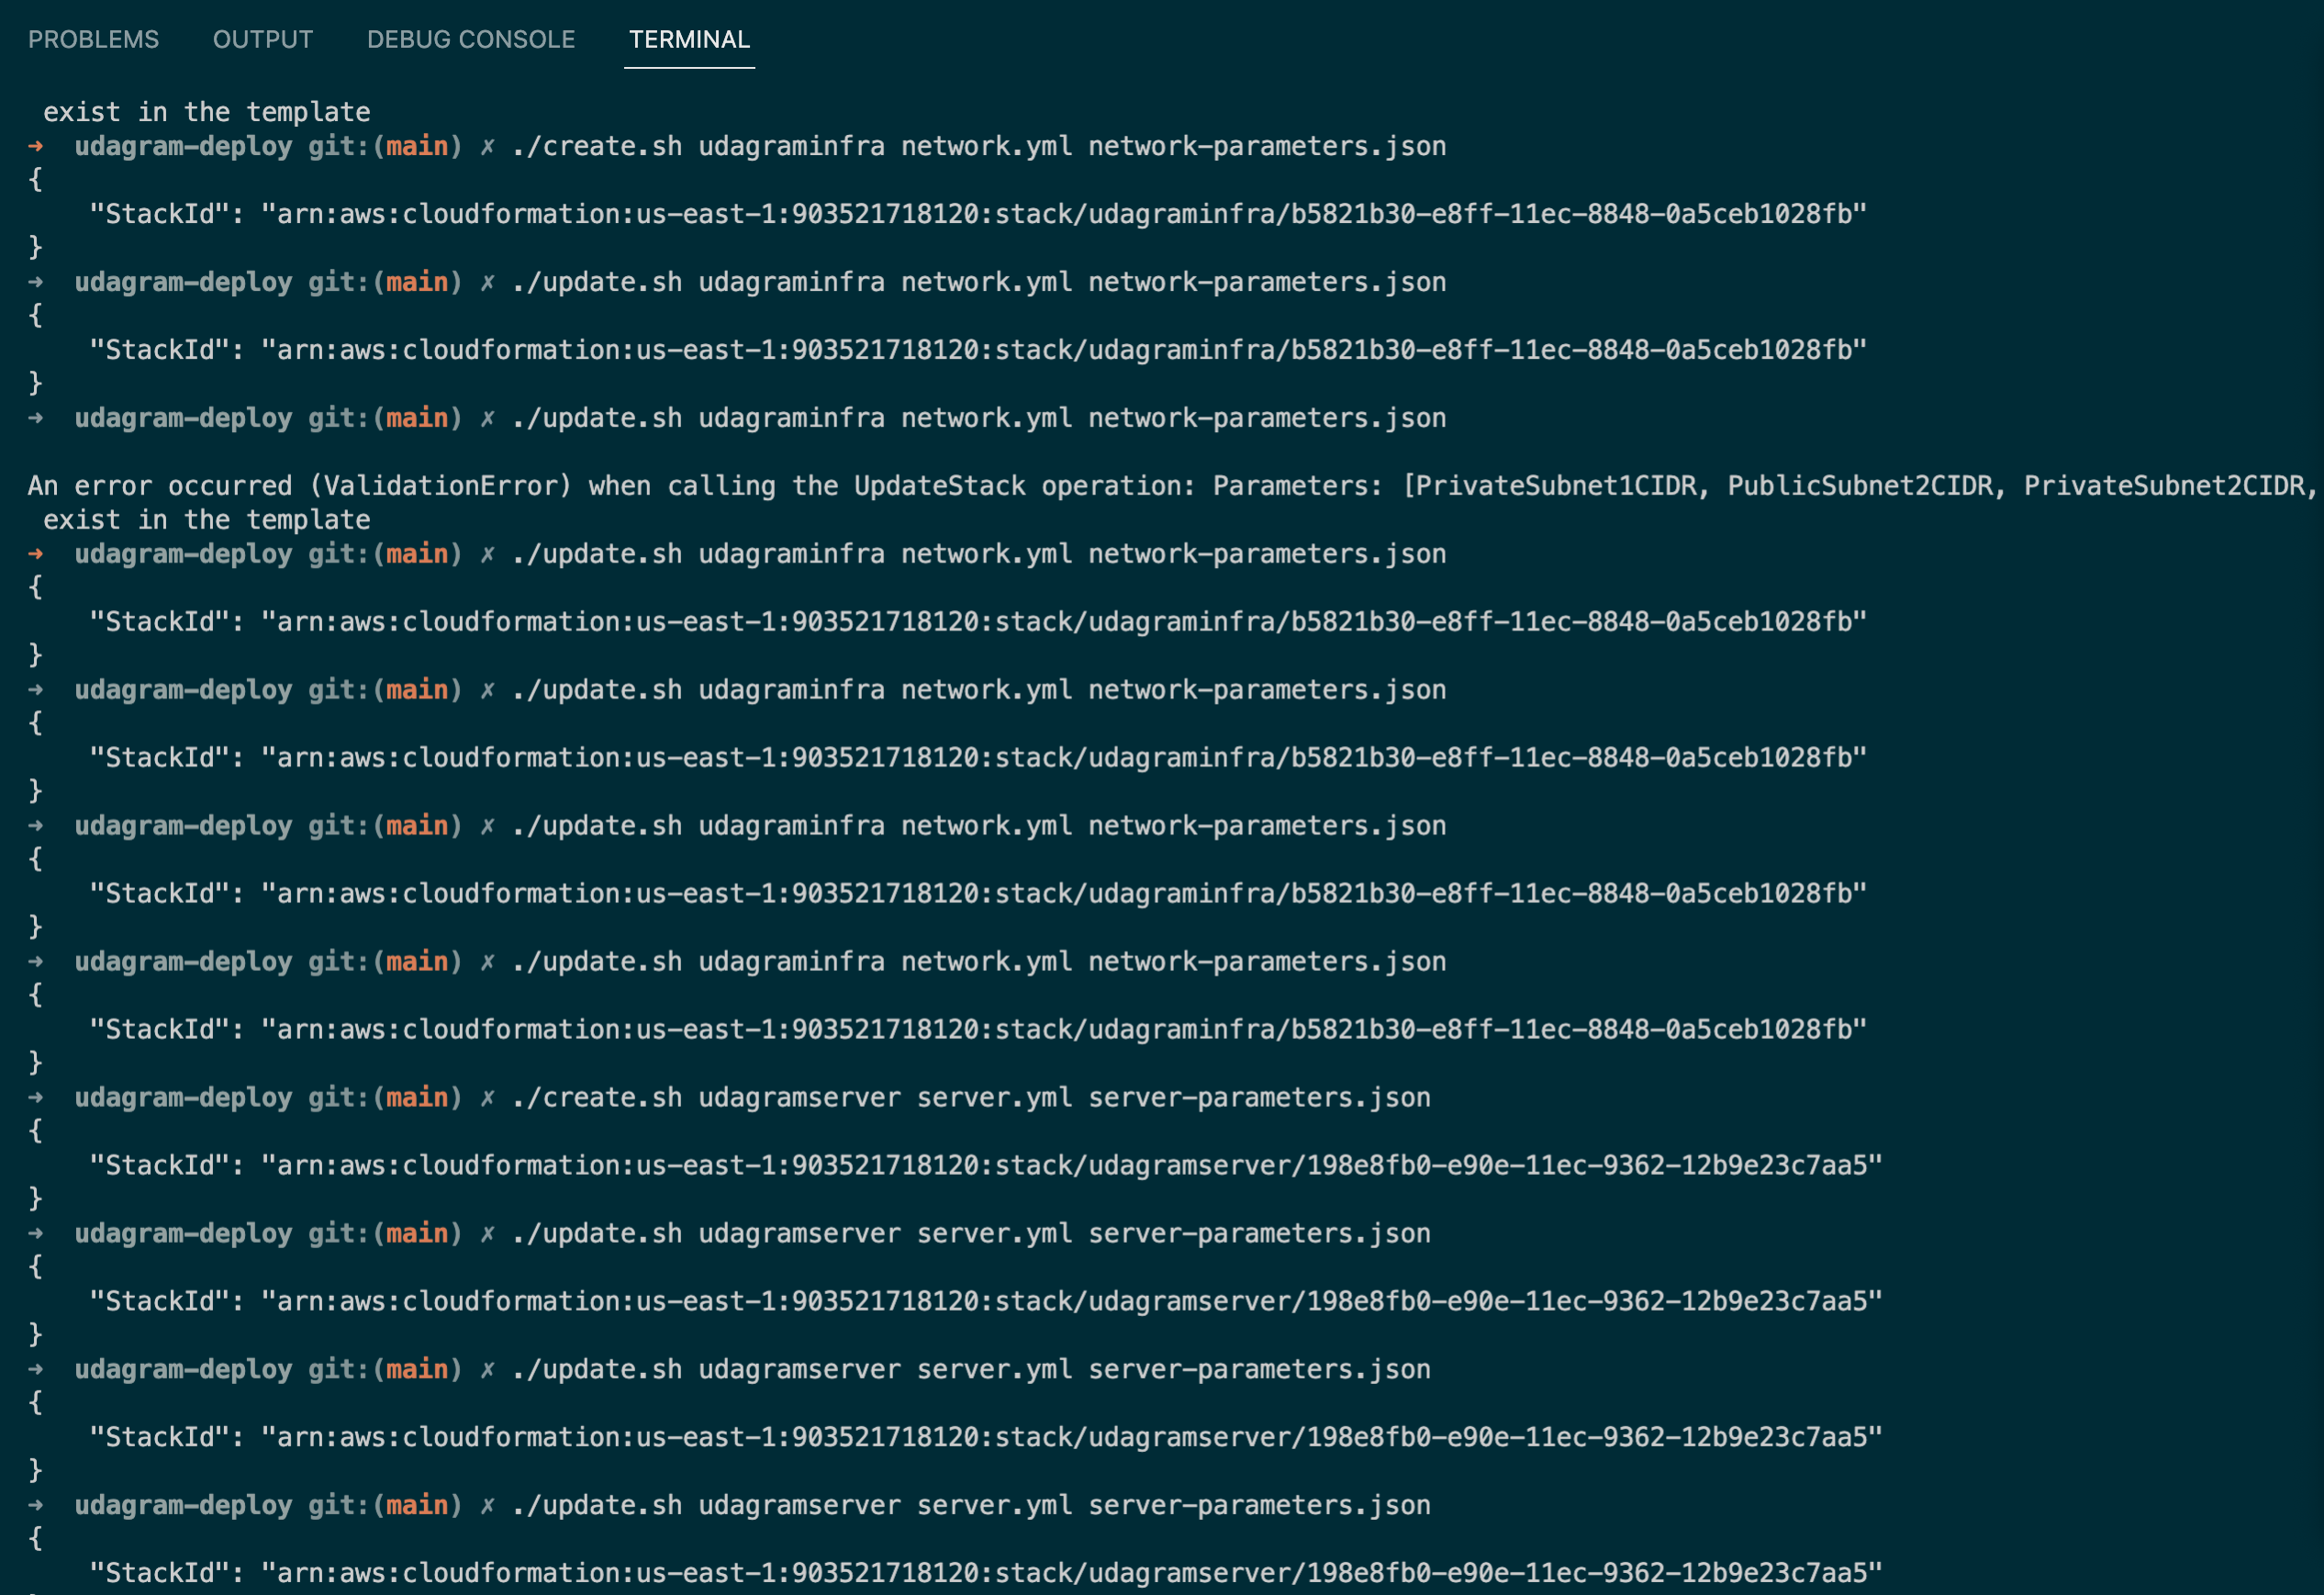 PROBLEMS OUTPUT DEBUG CONSOLE TERMINAL
exist in the template
➜ udagram-deploy git:(main) ✗ ./create.sh udagraminfra network.yml network-parameters.json
{
"StackId": "arn:aws:cloudformation:us-east-1:903521718120:stack/udagraminfra/b5821b30-e8ff-11ec-8848-0a5ceb1028fb"
}
➜ udagram-deploy git:(main) ✗ ./update.sh udagraminfra network.yml network-parameters.json
{
"StackId": "arn:aws:cloudformation:us-east-1:903521718120:stack/udagraminfra/b5821b30-e8ff-11ec-8848-0a5ceb1028fb"
}
➜ udagram-deploy git:(main) ✗ ./update.sh udagraminfra network.yml network-parameters.json
An error occurred (ValidationError) when calling the UpdateStack operation: Parameters: [PrivateSubnet1CIDR, PublicSubnet2CIDR, PrivateSubnet2CIDR,
exist in the template
➜ udagram-deploy git:(main) ✗ ./update.sh udagraminfra network.yml network-parameters.json
{
"StackId": "arn:aws:cloudformation:us-east-1:903521718120:stack/udagraminfra/b5821b30-e8ff-11ec-8848-0a5ceb1028fb"
}
➜ udagram-deploy git:(main) ✗ ./update.sh udagraminfra network.yml network-parameters.json
{
"StackId": "arn:aws:cloudformation:us-east-1:903521718120:stack/udagraminfra/b5821b30-e8ff-11ec-8848-0a5ceb1028fb"
}
➜ udagram-deploy git:(main) ✗ ./update.sh udagraminfra network.yml network-parameters.json
{
"StackId": "arn:aws:cloudformation:us-east-1:903521718120:stack/udagraminfra/b5821b30-e8ff-11ec-8848-0a5ceb1028fb"
}
➜ udagram-deploy git:(main) ✗ ./update.sh udagraminfra network.yml network-parameters.json
{
"StackId": "arn:aws:cloudformation:us-east-1:903521718120:stack/udagraminfra/b5821b30-e8ff-11ec-8848-0a5ceb1028fb"
}
➜ udagram-deploy git:(main) ✗ ./create.sh udagramserver server.yml server-parameters.json
{
"StackId": "arn:aws:cloudformation:us-east-1:903521718120:stack/udagramserver/198e8fb0-e90e-11ec-9362-12b9e23c7aa5"
}
➜ udagram-deploy git:(main) ✗ ./update.sh udagramserver server.yml server-parameters.json
{
"StackId": "arn:aws:cloudformation:us-east-1:903521718120:stack/udagramserver/198e8fb0-e90e-11ec-9362-12b9e23c7aa5"
}
➜ udagram-deploy git:(main) ✗ ./update.sh udagramserver server.yml server-parameters.json
{
"StackId": "arn:aws:cloudformation:us-east-1:903521718120:stack/udagramserver/198e8fb0-e90e-11ec-9362-12b9e23c7aa5"
}
➜ udagram-deploy git:(main) ✗ ./update.sh udagramserver server.yml server-parameters.json
{
"StackId": "arn:aws:cloudformation:us-east-1:903521718120:stack/udagramserver/198e8fb0-e90e-11ec-9362-12b9e23c7aa5"